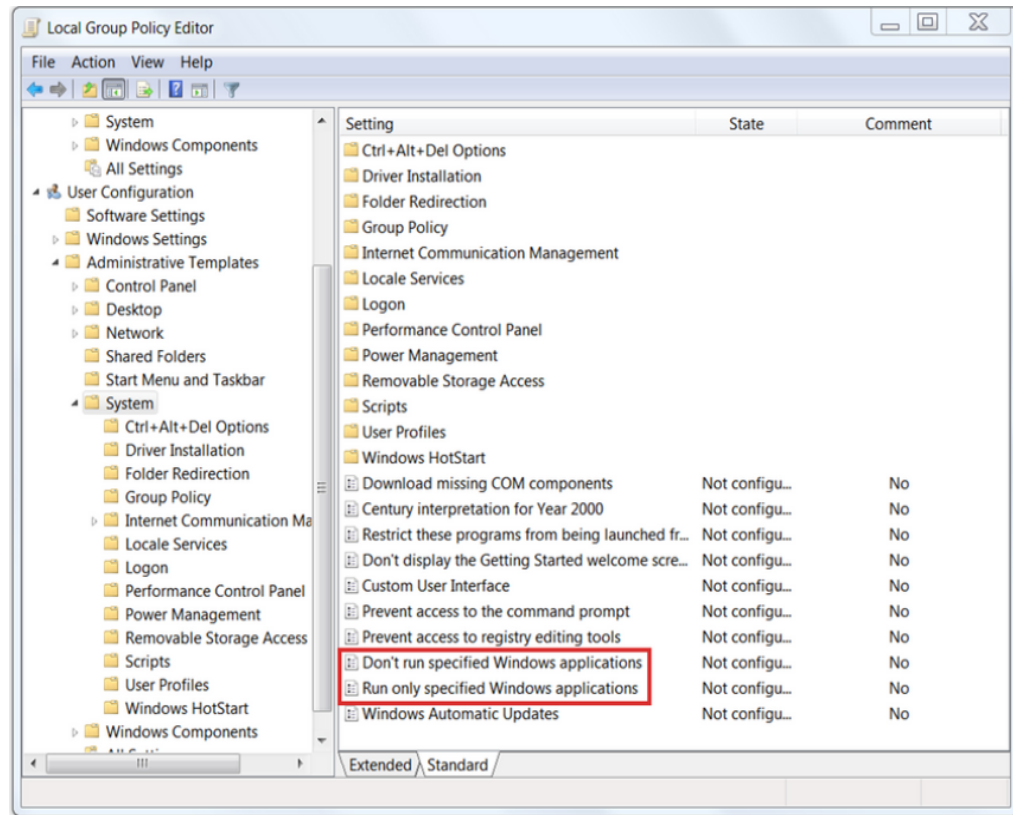 Local Group Policy Editor
File Action View Help
System
Windows Components
All Settings
User Configuration
Software Settings
Windows Settings
Administrative Templates
Control Panel
Desktop
Network
Shared Folders
Start Menu and Taskbar
System
Ctrl+Alt+Del Options
Driver Installation
Folder Redirection
Group Policy
Internet Communication Ma
Locale Services
Logon
Performance Control Panel
Power Management
Removable Storage Access
Scripts
User Profiles
Windows HotStart
Windows Components
Setting State Comment
Ctrl+Alt+Del Options
Driver Installation
Folder Redirection
Group Policy
Internet Communication Management
Locale Services
Logon
Performance Control Panel
Power Management
Removable Storage Access
Scripts
User Profiles
Windows HotStart
Download missing COM components Not configu... No
Century interpretation for Year 2000 Not configu... No
Restrict these programs from being launched fr... Not configu... No
Don't display the Getting Started welcome scre... Not configu... No
Custom User Interface Not configu... No
Prevent access to the command prompt Not configu... No
Prevent access to registry editing tools Not configu... No
Don't run specified Windows applications Not configu... No
Run only specified Windows applications Not configu... No
Windows Automatic Updates Not configu... No
Extended Standard